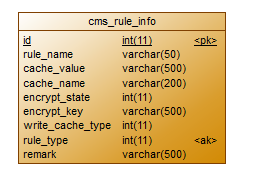 cms_rule_info
id int(11) <pk>
rule_name varchar(50)
cache_value varchar(500)
cache_name varchar(200)
encrypt_state int(11)
encrypt_key varchar(500)
write_cache_type int(11)
rule_type int(11) <ak>
remark varchar(500)